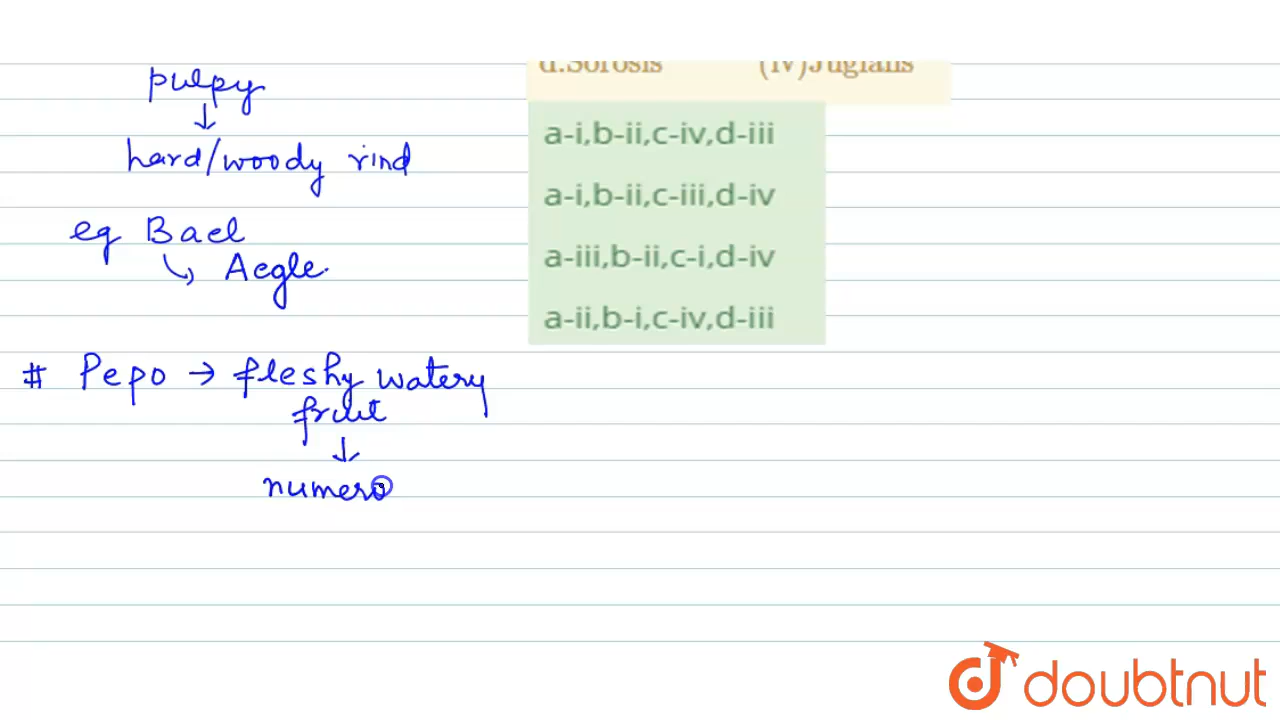 pulpy
↓
hard/woody rind
eg Bael
↳ Aegle.
# Pepo → fleshy watery
fruit
↓
numero
d.Sorosis (iv)Juglans
a-i,b-ii,c-iv,d-iii
a-i,b-ii,c-iii,d-iv
a-iii,b-ii,c-i,d-iv
a-ii,b-i,c-iv,d-iii
doubtnut